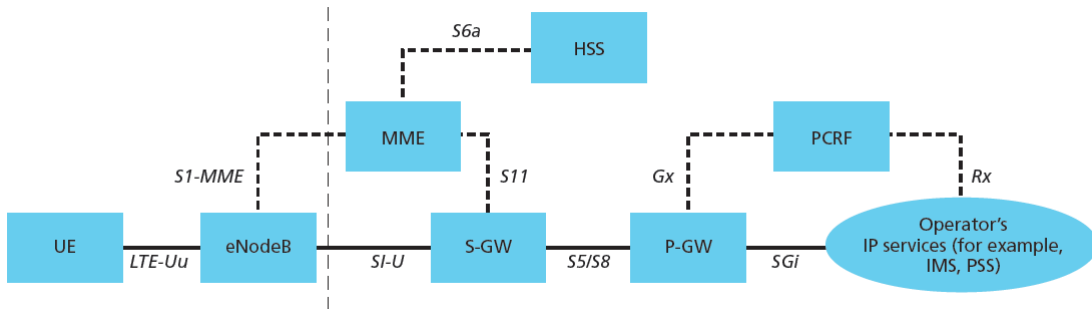 S6a
HSS
MME
PCRF
S1-MME
S11
Gx
Rx
UE
eNodeB
S-GW
P-GW
Operator's
IP services (for example,
IMS, PSS)
LTE-Uu
SI-U
S5/S8
SGi